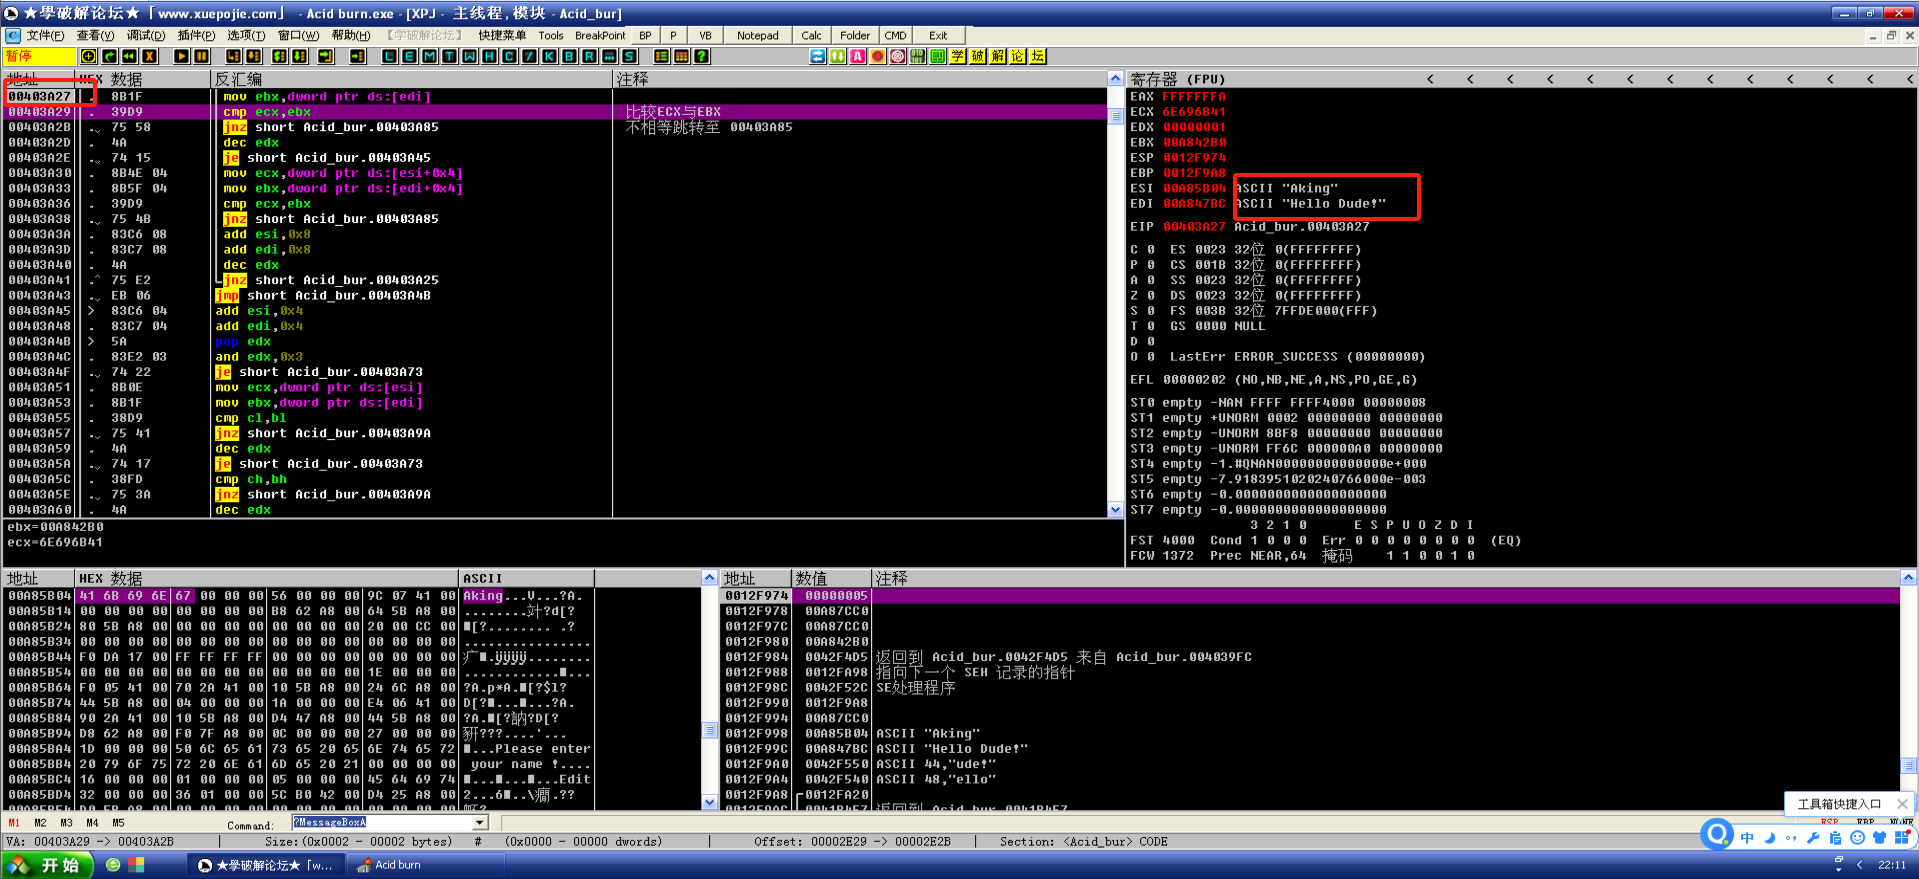 ★學破解论坛★「www.xuepojie.com」 - Acid burn.exe - [XPJ - 主线程,模块 - Acid_bur]
文件(F) 查看(V) 调试(D) 插件(P) 选项(T) 窗口(W) 帮助(H) 【学破解论坛】 快捷菜单 Tools BreakPoint BP P VB Notepad Calc Folder CMD Exit
暂停 L E M T W H C / K B R ... S ? A 学 破 解 论 坛
地址 HEX 数据 反汇编 注释
00403A27 . 8B1F mov ebx,dword ptr ds:[edi]
00403A29 . 39D9 cmp ecx,ebx 比较ECX与EBX
00403A2B 75 58 jnz short Acid_bur.00403A85 不相等跳转至 00403A85
00403A2D . 4A dec edx
00403A2E 74 15 je short Acid_bur.00403A45
00403A30 . 8B4E 04 mov ecx,dword ptr ds:[esi+0x4]
00403A33 . 8B5F 04 mov ebx,dword ptr ds:[edi+0x4]
00403A36 . 39D9 cmp ecx,ebx
00403A38 75 4B jnz short Acid_bur.00403A85
00403A3A . 83C6 08 add esi,0x8
00403A3D . 83C7 08 add edi,0x8
00403A40 . 4A dec edx
00403A41 .^ 75 E2 jnz short Acid_bur.00403A25
00403A43 EB 06 jmp short Acid_bur.00403A4B
00403A45 > 83C6 04 add esi,0x4
00403A48 . 83C7 04 add edi,0x4
00403A4B > 5A pop edx
00403A4C . 83E2 03 and edx,0x3
00403A4F 74 22 je short Acid_bur.00403A73
00403A51 . 8B0E mov ecx,dword ptr ds:[esi]
00403A53 . 8B1F mov ebx,dword ptr ds:[edi]
00403A55 . 38D9 cmp cl,bl
00403A57 75 41 jnz short Acid_bur.00403A9A
00403A59 . 4A dec edx
00403A5A 74 17 je short Acid_bur.00403A73
00403A5C . 38FD cmp ch,bh
00403A5E 75 3A jnz short Acid_bur.00403A9A
00403A60 . 4A dec edx
ebx=00A842B0
ecx=6E696B41
寄存器 (FPU) < < < < < < < < < < < < <
EAX FFFFFFFA
ECX 6E696B41
EDX 00000001
EBX 00A842B0
ESP 0012F974
EBP 0012F9A8
ESI 00A85B04 ASCII "Aking"
EDI 00A847BC ASCII "Hello Dude!"
EIP 00403A27 Acid_bur.00403A27
C 0 ES 0023 32位 0(FFFFFFFF)
P 0 CS 001B 32位 0(FFFFFFFF)
A 0 SS 0023 32位 0(FFFFFFFF)
Z 0 DS 0023 32位 0(FFFFFFFF)
S 0 FS 003B 32位 7FFDE000(FFF)
T 0 GS 0000 NULL
D 0
O 0 LastErr ERROR_SUCCESS (00000000)
EFL 00000202 (NO,NB,NE,A,NS,PO,GE,G)
ST0 empty -NAN FFFF FFFF4000 00000008
ST1 empty +UNORM 0002 00000000 00000000
ST2 empty -UNORM 8BF8 00000000 00000000
ST3 empty -UNORM FF6C 000000A0 00000000
ST4 empty -1.#QNAN00000000000000e+000
ST5 empty -7.9183951020240766000e-003
ST6 empty -0.0000000000000000000
ST7 empty -0.0000000000000000000
3 2 1 0 E S P U O Z D I
FST 4000 Cond 1 0 0 0 Err 0 0 0 0 0 0 0 0 (EQ)
FCW 1372 Prec NEAR,64 掩码 1 1 0 0 1 0
地址 HEX 数据 ASCII
00A85B04 41 6B 69 6E 67 00 00 00 56 00 00 00 9C 07 41 00 Aking...V...?A.
00A85B14 00 00 00 00 00 00 00 00 B8 62 A8 00 64 5B A8 00 ........竍?d[?
00A85B24 80 5B A8 00 00 00 00 00 00 00 00 00 20 00 CC 00
00A85B34 00 00 00 00 00 00 00 00 00 00 00 00 00 00 00 00 ................
00A85B44 F0 DA 17 00 FF FF FF FF 00 00 00 00 00 00 00 00
00A85B54 00 00 00 00 00 00 00 00 00 00 00 00 1E 00 00 00
00A85B64 F0 05 41 00 70 2A 41 00 10 5B A8 00 24 6C A8 00 ?A.p*A.■[?$l?
00A85B74 44 5B A8 00 04 00 00 00 1A 00 00 00 E4 06 41 00 D[?■...■...?A.
00A85B84 90 2A 41 00 10 5B A8 00 D4 47 A8 00 44 5B A8 00 ?A.■[?訥?D[?
00A85B94 D8 62 A8 00 F0 7F A8 00 0C 00 00 00 27 00 00 00
00A85BA4 1D 00 00 00 50 6C 65 61 73 65 20 65 6E 74 65 72 ■...Please enter
00A85BB4 20 79 6F 75 72 20 6E 61 6D 65 20 21 00 00 00 00 your name !....
00A85BC4 16 00 00 00 01 00 00 00 05 00 00 00 45 64 69 74 ■...■...■...Edit
00A85BD4 32 00 00 00 36 01 00 00 5C B0 42 00 D4 25 A8 00
地址 数值 注释
0012F974 00000005
0012F978 00A87CC0
0012F97C 00A87CC0
0012F980 00A842B0
0012F984 0042F4D5 返回到 Acid_bur.0042F4D5 来自 Acid_bur.004039FC
0012F988 0012FA98 指向下一个 SEH 记录的指针
0012F98C 0042F52C SE处理程序
0012F990 0012F9A8
0012F994 00A87CC0
0012F998 00A85B04 ASCII "Aking"
0012F99C 00A847BC ASCII "Hello Dude!"
0012F9A0 0042F550 ASCII 44,"ude!"
0012F9A4 0042F540 ASCII 48,"ello"
0012F9A8 0012FA20
M1 M2 M3 M4 M5 Command: ?MessageBoxA
VA: 00403A29 -> 00403A2B Size:(0x0002 - 00002 bytes) # (0x0000 - 00000 dwords) Offset: 00002E29 -> 00002E2B Section: <Acid_bur> CODE
工具箱快捷入口
中
开始 ★學破解论坛★「w... Acid burn 22:11